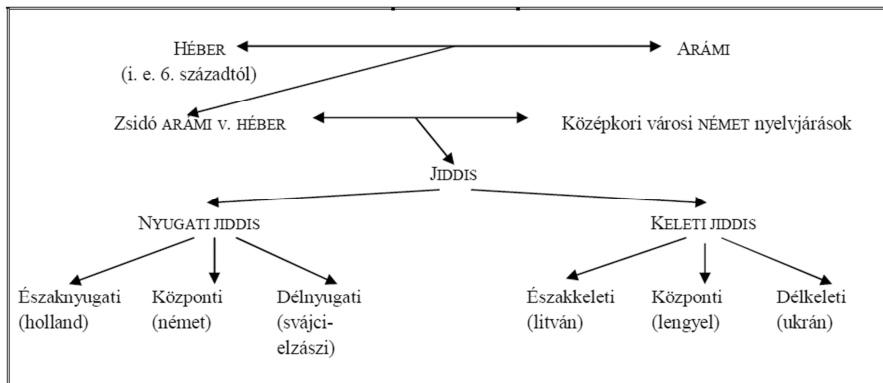 HÉBER ARÁMI
(i. e. 6. századtól)
Zsidó ARÁMI V. HÉBER Középkori városi NÉMET nyelvjárások
JIDDIS
NYUGATI JIDDIS KELETI JIDDIS
Északnyugati Központi Délnyugati Északkeleti Központi Délkeleti
(holland) (német) (svájci- (litván) (lengyel) (ukrán)
elzászi)